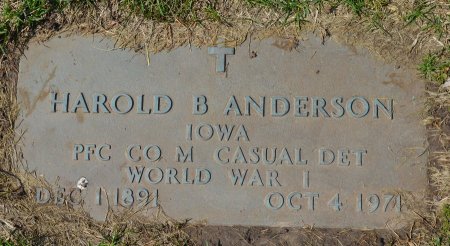 HAROLD B ANDERSON
IOWA
PFC CO M CASUAL DET
WORLD WAR I
DEC 1 1891 OCT 4 1971